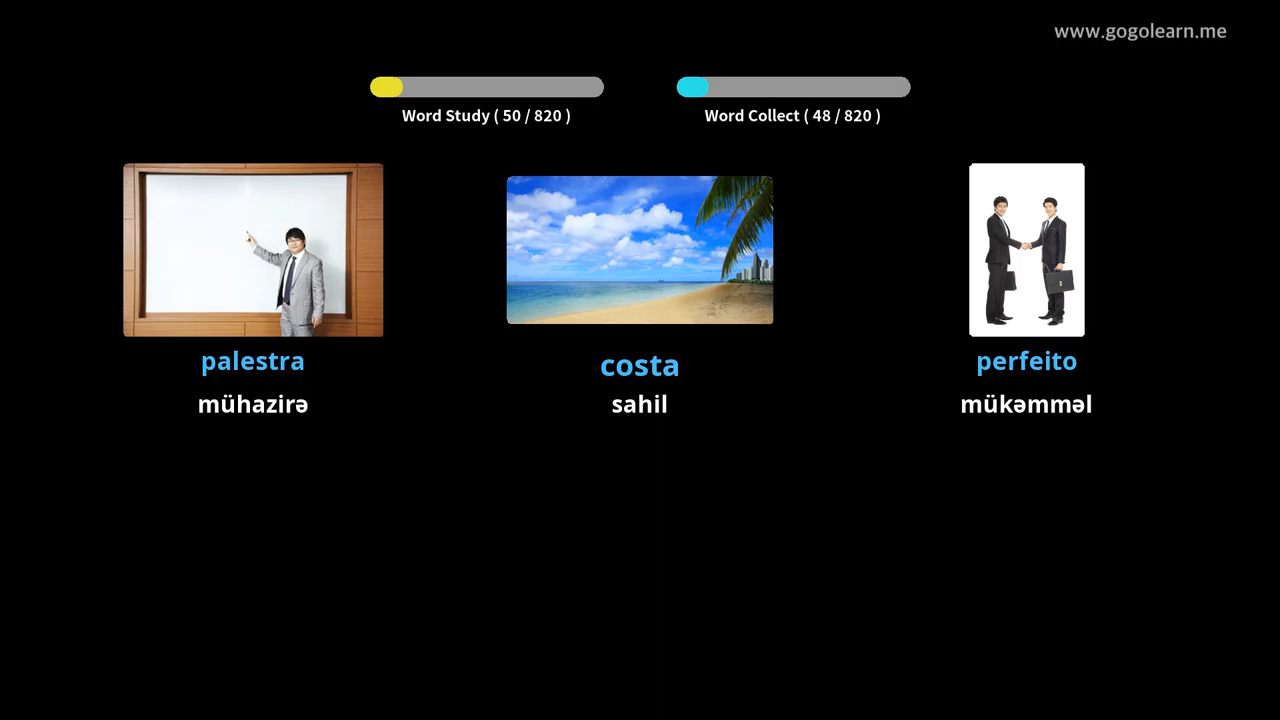 www.gogolearn.me
Word Study ( 50 / 820 )
Word Collect ( 48 / 820 )
palestra
mühazirə
costa
sahil
perfeito
mükəmməl